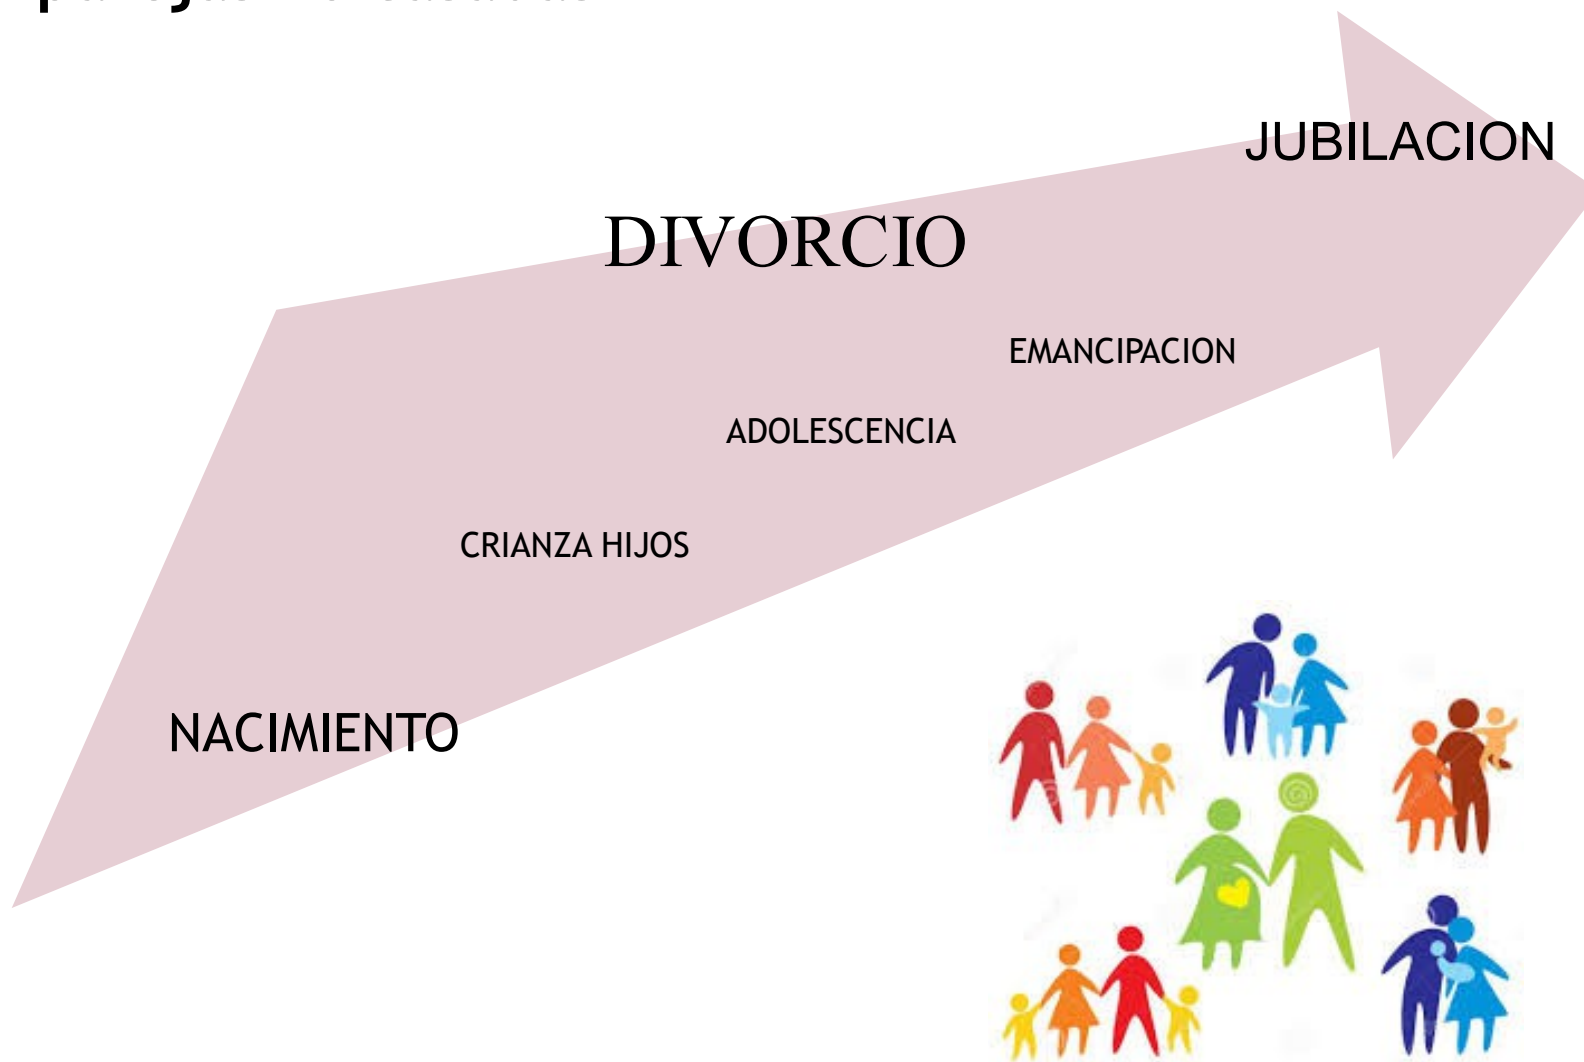 JUBILACION
DIVORCIO
EMANCIPACION
ADOLESCENCIA
CRIANZA HIJOS
NACIMIENTO